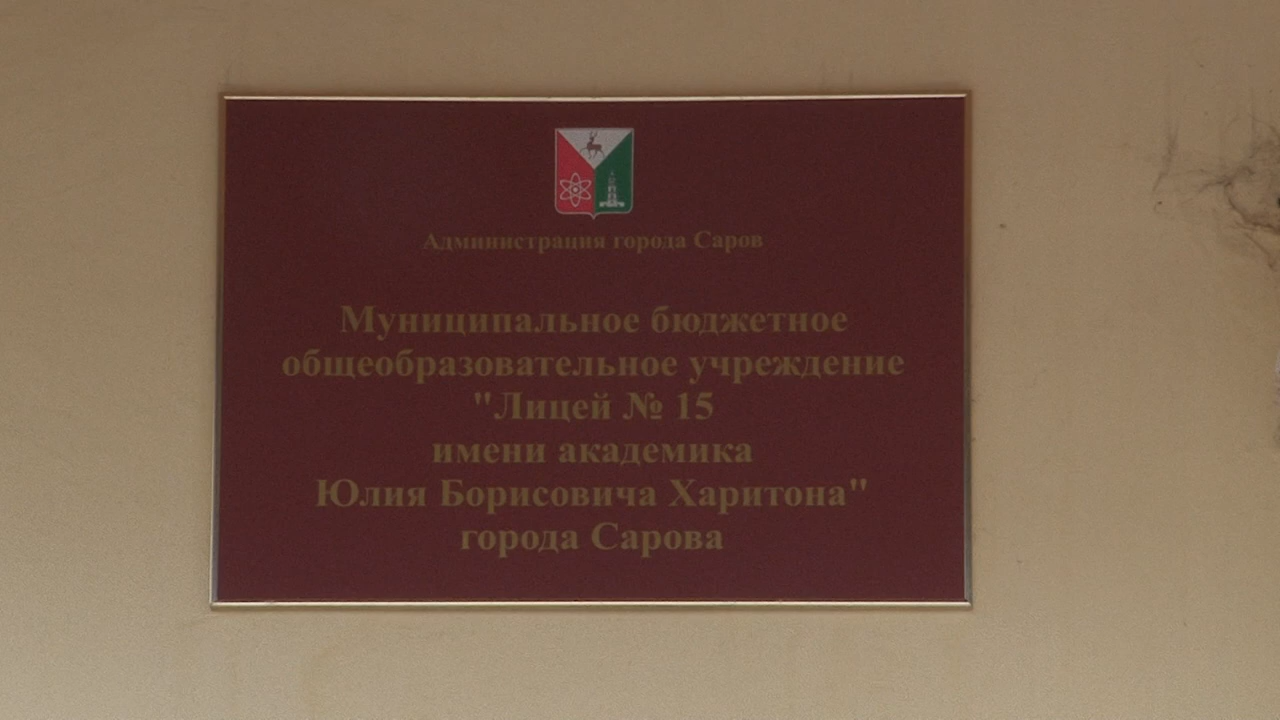 Администрация города Саров
Муниципальное бюджетное
общеобразовательное учреждение
"Лицей № 15
имени академика
Юлия Борисовича Харитона"
города Сарова